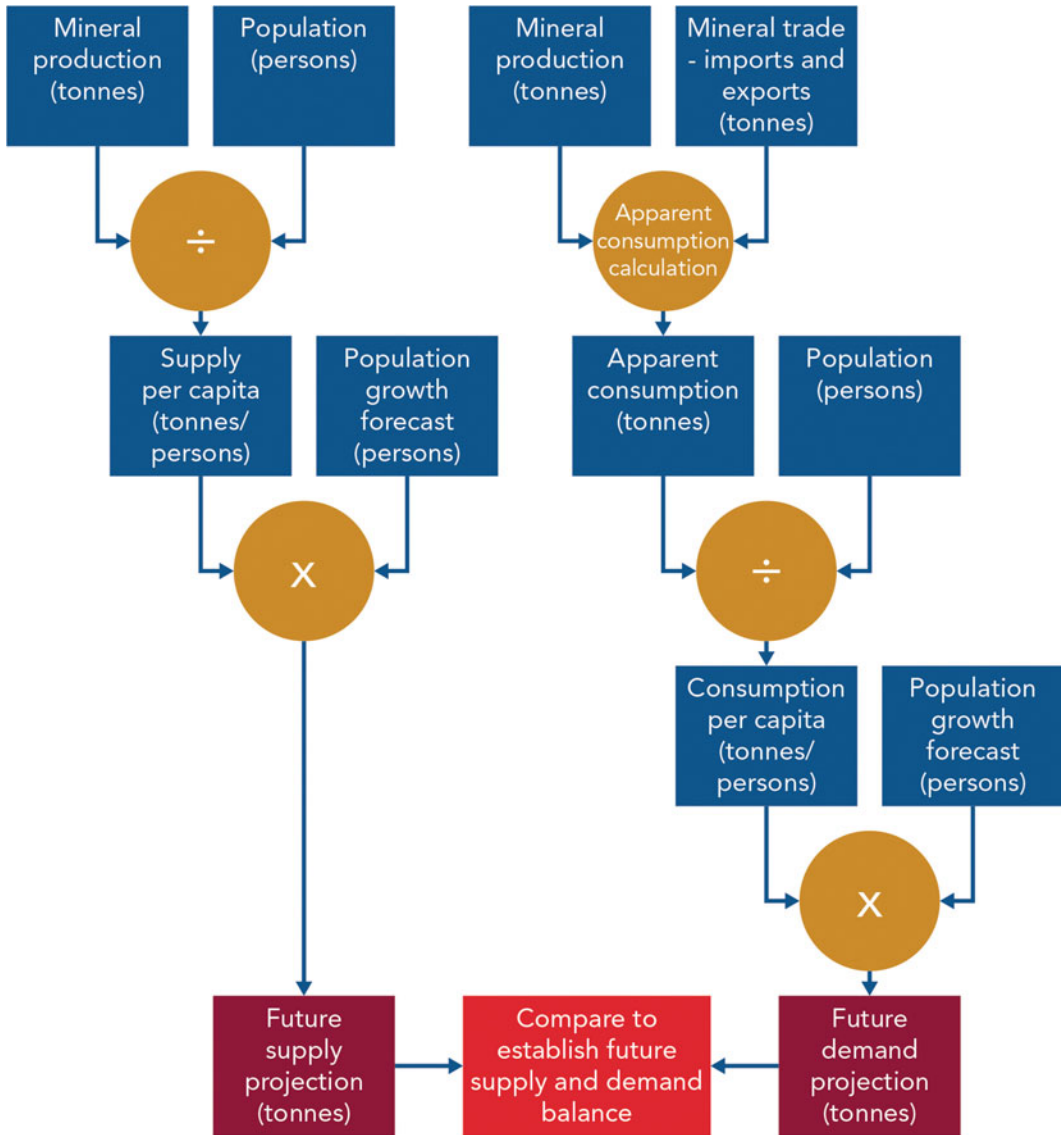 Mineral
production
(tonnes)
Population
(persons)
Mineral
production
(tonnes)
Mineral trade
- imports and
exports
(tonnes)
÷
Apparent
consumption
calculation
Supply
per capita
(tonnes/
persons)
Population
growth
forecast
(persons)
Apparent
consumption
(tonnes)
Population
(persons)
x
÷
Consumption
per capita
(tonnes/
persons)
Population
growth
forecast
(persons)
x
Future
supply
projection
(tonnes)
Compare to
establish future
supply and demand
balance
Future
demand
projection
(tonnes)